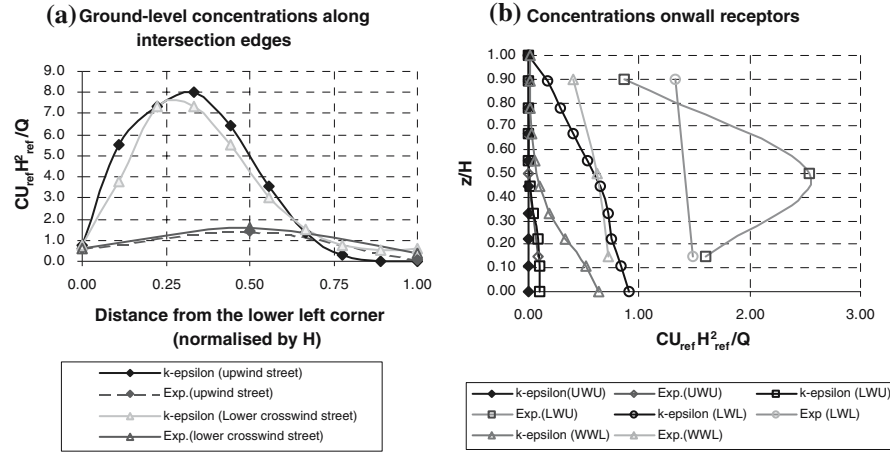 (a) Ground-level concentrations along
intersection edges
9.0
8.0
7.0
6.0
5.0
4.0
3.0
2.0
1.0
0.0
CU_ref H²_ref /Q
0.00
0.25
0.50
0.75
1.00
Distance from the lower left corner
(normalised by H)
k-epsilon (upwind street)
Exp.(upwind street)
k-epsilon (Lower crosswind street)
Exp.(lower crosswind street)
(b) Concentrations onwall receptors
1.00
0.90
0.80
0.70
0.60
0.50
0.40
0.30
0.20
0.10
0.00
z/H
0.00
1.00
2.00
3.00
CU_ref H²_ref /Q
k-epsilon(UWU) Exp.(UWU) k-epsilon (LWU)
Exp.(LWU) k-epsilon (LWL) Exp (LWL)
k-epsilon (WWL) Exp.(WWL)